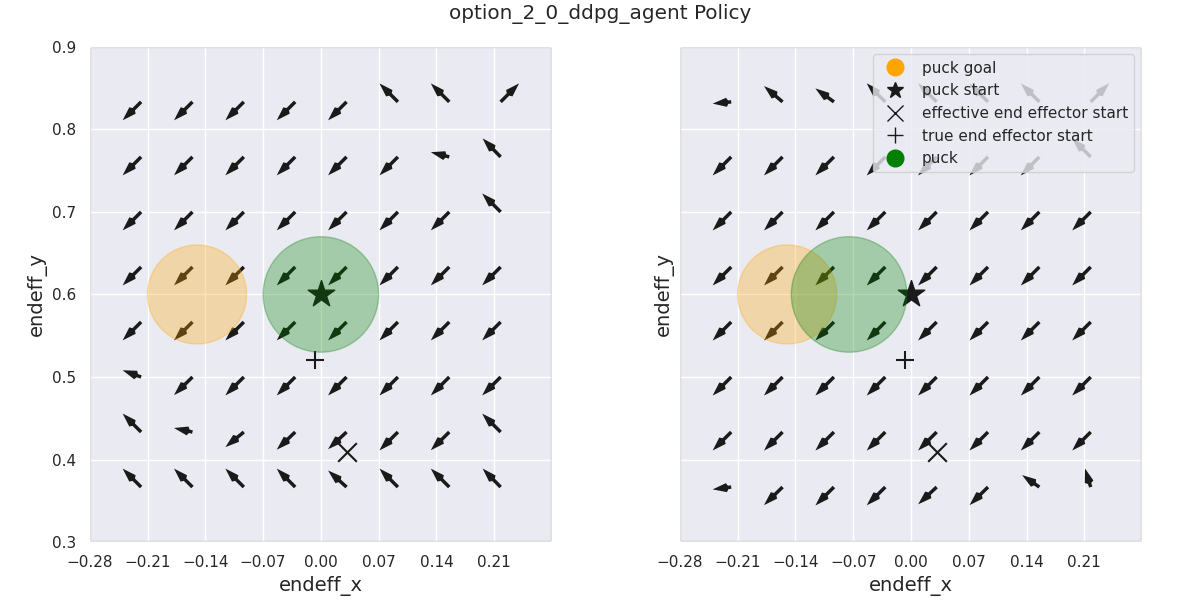 option_2_0_ddpg_agent Policy
0.9
0.8
0.7
0.6
0.5
0.4
0.3
endeff_y
−0.28 −0.21 −0.14 −0.07 0.00 0.07 0.14 0.21
endeff_x
endeff_y
puck goal
puck start
effective end effector start
true end effector start
puck
−0.28 −0.21 −0.14 −0.07 0.00 0.07 0.14 0.21
endeff_x